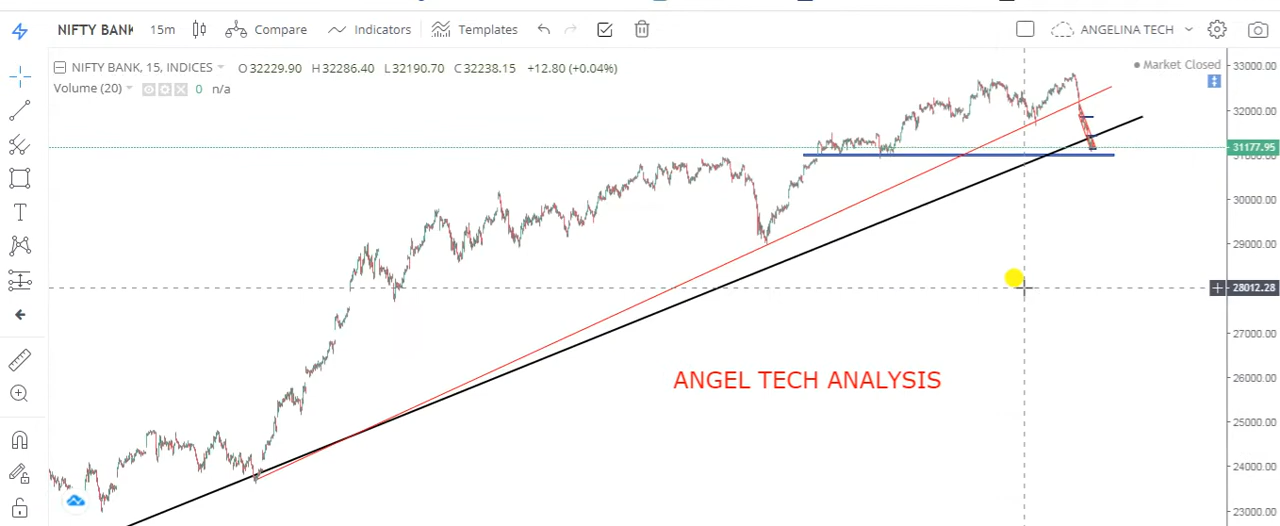 NIFTY BANK 15m Compare Indicators Templates ANGELINA TECH
NIFTY BANK, 15, INDICES O 32229.90 H 32286.40 L 32190.70 C 32238.15 +12.80 (+0.04%)
Market Closed
Volume (20) 0 n/a
33000.00
32000.00
31177.95
31000.00
30000.00
29000.00
28012.28
27000.00
26000.00
ANGEL TECH ANALYSIS
25000.00
24000.00
23000.00